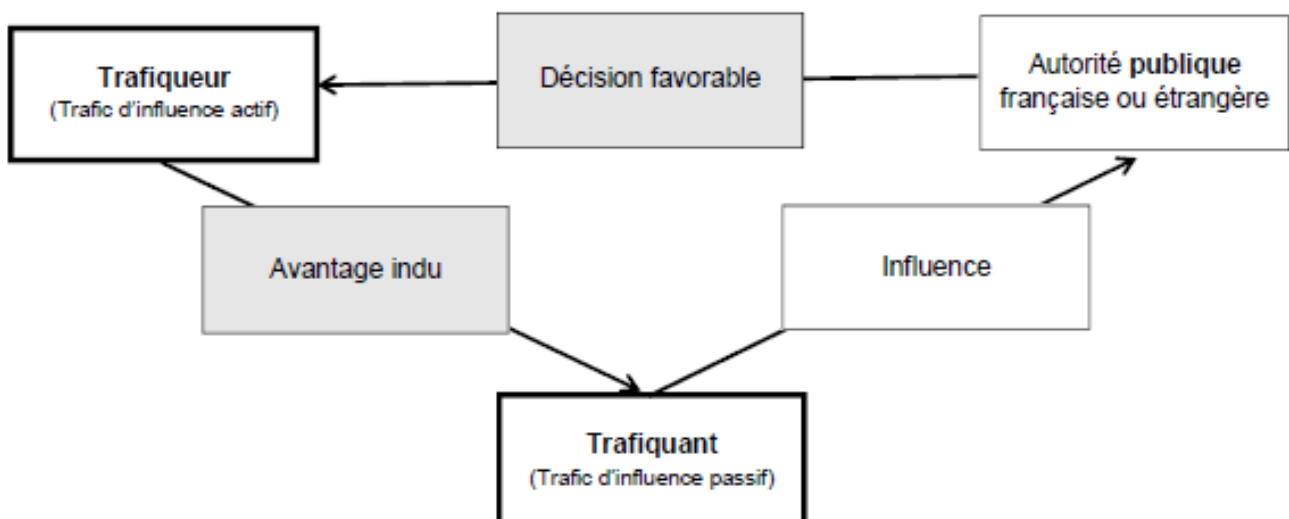 Trafiqueur
(Trafic d'influence actif)
Décision favorable
Autorité publique
française ou étrangère
Avantage indu
Influence
Trafiquant
(Trafic d'influence passif)